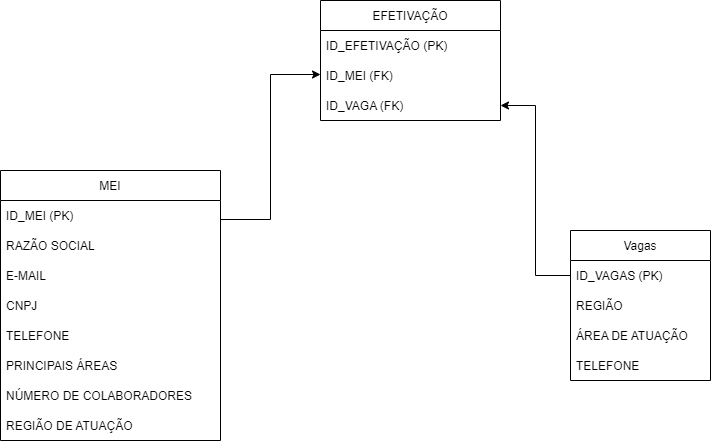 EFETIVAÇÃO
ID_EFETIVAÇÃO (PK)
ID_MEI (FK)
ID_VAGA (FK)
MEI
ID_MEI (PK)
RAZÃO SOCIAL
E-MAIL
CNPJ
TELEFONE
PRINCIPAIS ÁREAS
NÚMERO DE COLABORADORES
REGIÃO DE ATUAÇÃO
Vagas
ID_VAGAS (PK)
REGIÃO
ÁREA DE ATUAÇÃO
TELEFONE